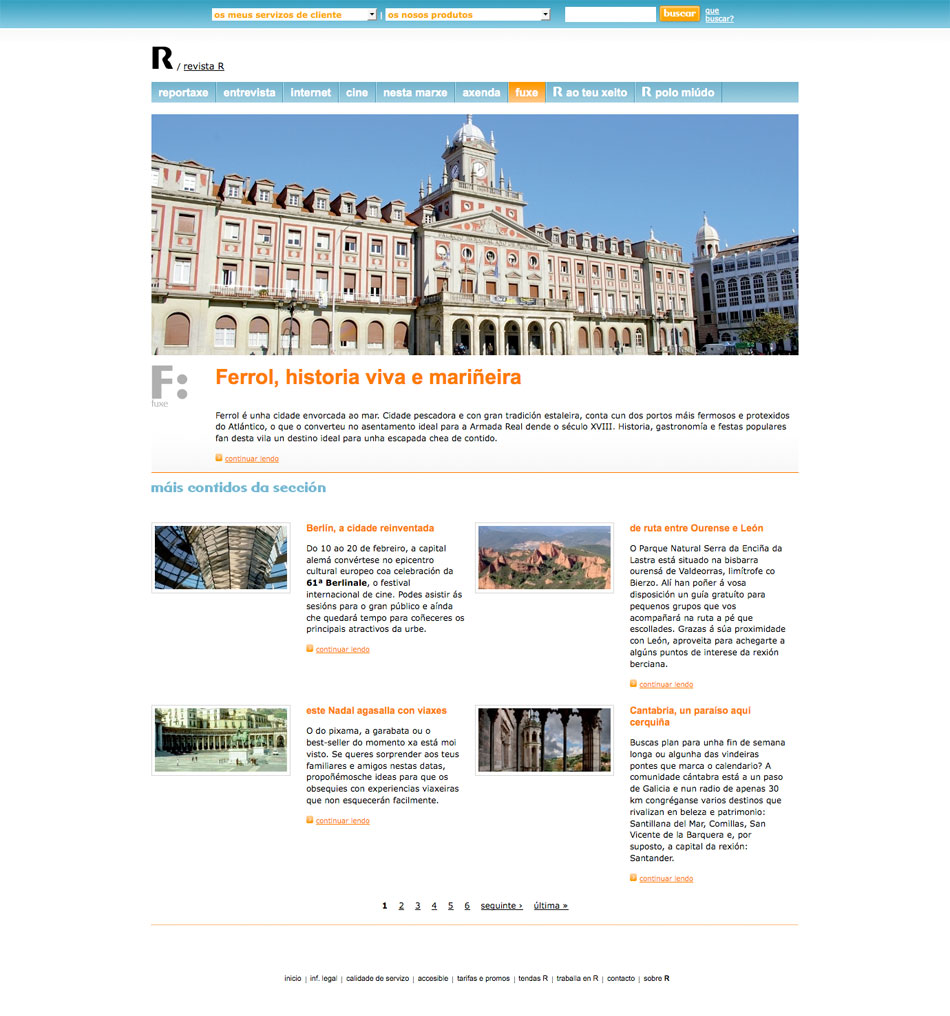 os meus servizos de cliente | os nosos produtos buscar que buscar?
R / revista R
reportaxe entrevista internet cine nesta marxe axenda fuxe R ao teu xeito R polo miúdo
F:
fuxe
Ferrol, historia viva e mariñeira
Ferrol é unha cidade envorcada ao mar. Cidade pescadora e con gran tradición estaleira, conta cun dos portos máis fermosos e protexidos
do Atlántico, o que o converteu no asentamento ideal para a Armada Real dende o século XVIII. Historia, gastronomía e festas populares
fan desta vila un destino ideal para unha escapada chea de contido.
continuar lendo
máis contidos da sección
Berlín, a cidade reinventada
Do 10 ao 20 de febreiro, a capital
alemá convértese no epicentro
cultural europeo coa celebración da
61ª Berlinale, o festival
internacional de cine. Podes asistir ás
sesións para o gran público e aínda
che quedará tempo para coñeceres os
principais atractivos da urbe.
continuar lendo
de ruta entre Ourense e León
O Parque Natural Serra da Enciña da
Lastra está situado na bisbarra
ourensá de Valdeorras, limítrofe co
Bierzo. Alí han poñer á vosa
disposición un guía gratuíto para
pequenos grupos que vos
acompañará na ruta a pé que
escollades. Grazas á súa proximidade
con León, aproveita para achegarte a
algúns puntos de interese da rexión
berciana.
continuar lendo
este Nadal agasalla con viaxes
O do pixama, a garabata ou o
best-seller do momento xa está moi
visto. Se queres sorprender aos teus
familiares e amigos nestas datas,
propoñémosche ideas para que os
obsequies con experiencias viaxeiras
que non esquecerán facilmente.
continuar lendo
Cantabria, un paraíso aquí
cerquiña
Buscas plan para unha fin de semana
longa ou algunha das vindeiras
pontes que marca o calendario? A
comunidade cántabra está a un paso
de Galicia e nun radio de apenas 30
km congréganse varios destinos que
rivalizan en beleza e patrimonio:
Santillana del Mar, Comillas, San
Vicente de la Barquera e, por
suposto, a capital da rexión:
Santander.
continuar lendo
1 2 3 4 5 6 seguinte › última »
inicio | inf. legal | calidade de servizo | accesible | tarifas e promos | tendas R | traballa en R | contacto | sobre R